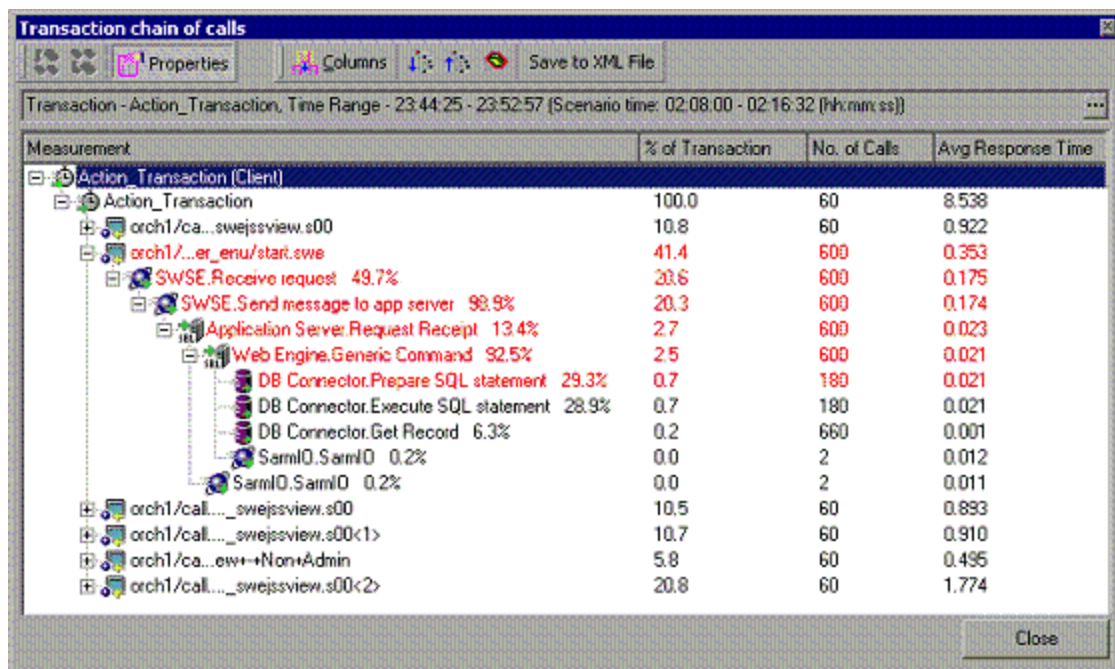 Transaction chain of calls
Properties Columns Save to XML File
Transaction - Action_Transaction, Time Range - 23:44:25 - 23:52:57 (Scenario time: 02:08:00 - 02:16:32 (hh:mm:ss)) ...
Measurement % of Transaction No. of Calls Avg Response Time
Action_Transaction (Client)
Action_Transaction 100.0 60 8.538
orch1/ca...swejssview.s00 10.8 60 0.922
orch1/...er_enu/start.swe 41.4 600 0.353
SWSE.Receive request 49.7% 20.6 600 0.175
SWSE.Send message to app server 98.9% 20.3 600 0.174
Application Server.Request Receipt 13.4% 2.7 600 0.023
Web Engine.Generic Command 92.5% 2.5 600 0.021
DB Connector.Prepare SQL statement 29.3% 0.7 180 0.021
DB Connector.Execute SQL statement 28.9% 0.7 180 0.021
DB Connector.Get Record 6.3% 0.2 660 0.001
SarmIO.SarmIO 0.2% 0.0 2 0.012
SarmIO.SarmIO 0.2% 0.0 2 0.011
orch1/call...._swejssview.s00 10.5 60 0.893
orch1/call...._swejssview.s00<1> 10.7 60 0.910
orch1/ca...ew+-+Non+Admin 5.8 60 0.495
orch1/call...._swejssview.s00<2> 20.8 60 1.774
Close